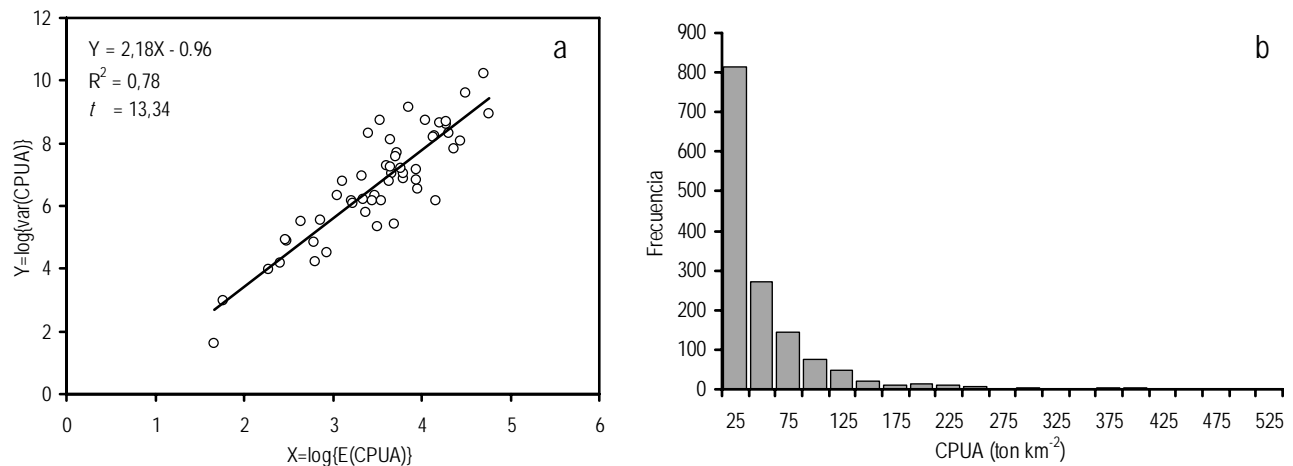 a
Y = 2,18X - 0.96
R² = 0,78
t = 13,34
Y=log{var(CPUA)}
12
10
8
6
4
2
0
0 1 2 3 4 5 6
X=log{E(CPUA)}
b
Frecuencia
900
800
700
600
500
400
300
200
100
0
25 75 125 175 225 275 325 375 425 475 525
CPUA (ton km⁻²)